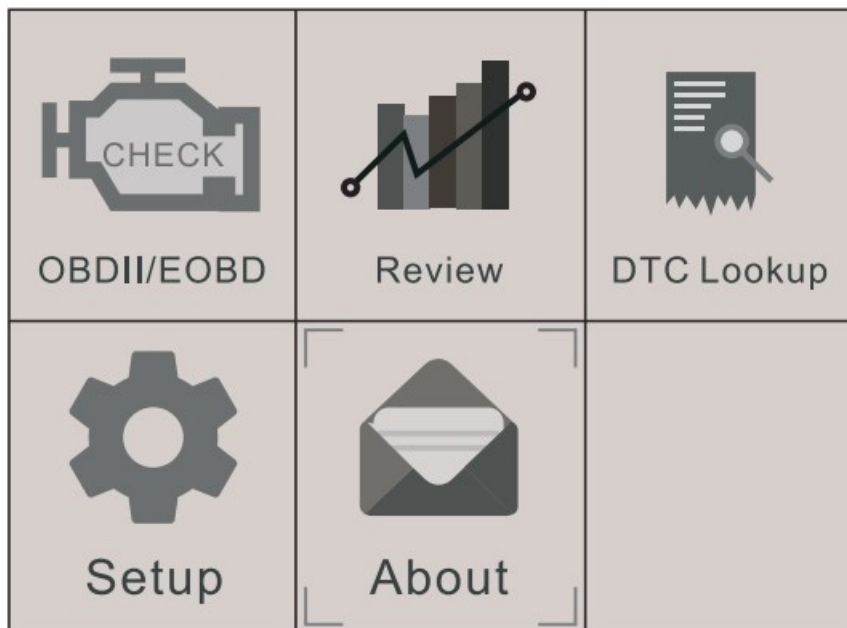 CHECK
OBDII/EOBD
Review
DTC Lookup
Setup
About